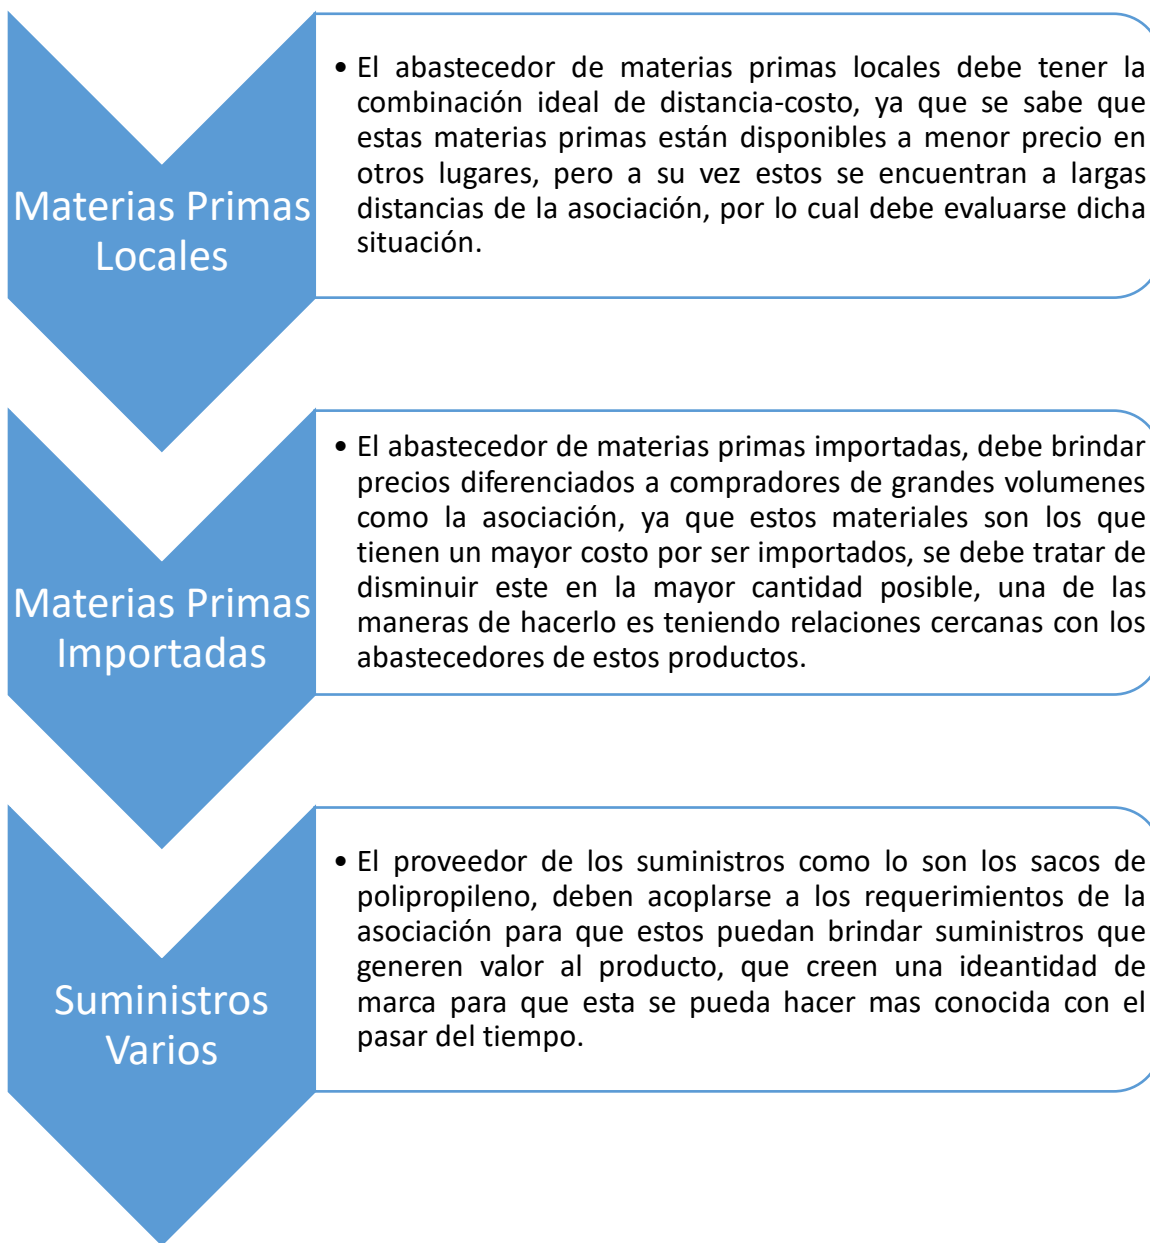 Materias Primas
Locales
• El abastecedor de materias primas locales debe tener la
combinación ideal de distancia-costo, ya que se sabe que
estas materias primas están disponibles a menor precio en
otros lugares, pero a su vez estos se encuentran a largas
distancias de la asociación, por lo cual debe evaluarse dicha
situación.
Materias Primas
Importadas
• El abastecedor de materias primas importadas, debe brindar
precios diferenciados a compradores de grandes volumenes
como la asociación, ya que estos materiales son los que
tienen un mayor costo por ser importados, se debe tratar de
disminuir este en la mayor cantidad posible, una de las
maneras de hacerlo es teniendo relaciones cercanas con los
abastecedores de estos productos.
Suministros
Varios
• El proveedor de los suministros como lo son los sacos de
polipropileno, deben acoplarse a los requerimientos de la
asociación para que estos puedan brindar suministros que
generen valor al producto, que creen una ideantidad de
marca para que esta se pueda hacer mas conocida con el
pasar del tiempo.